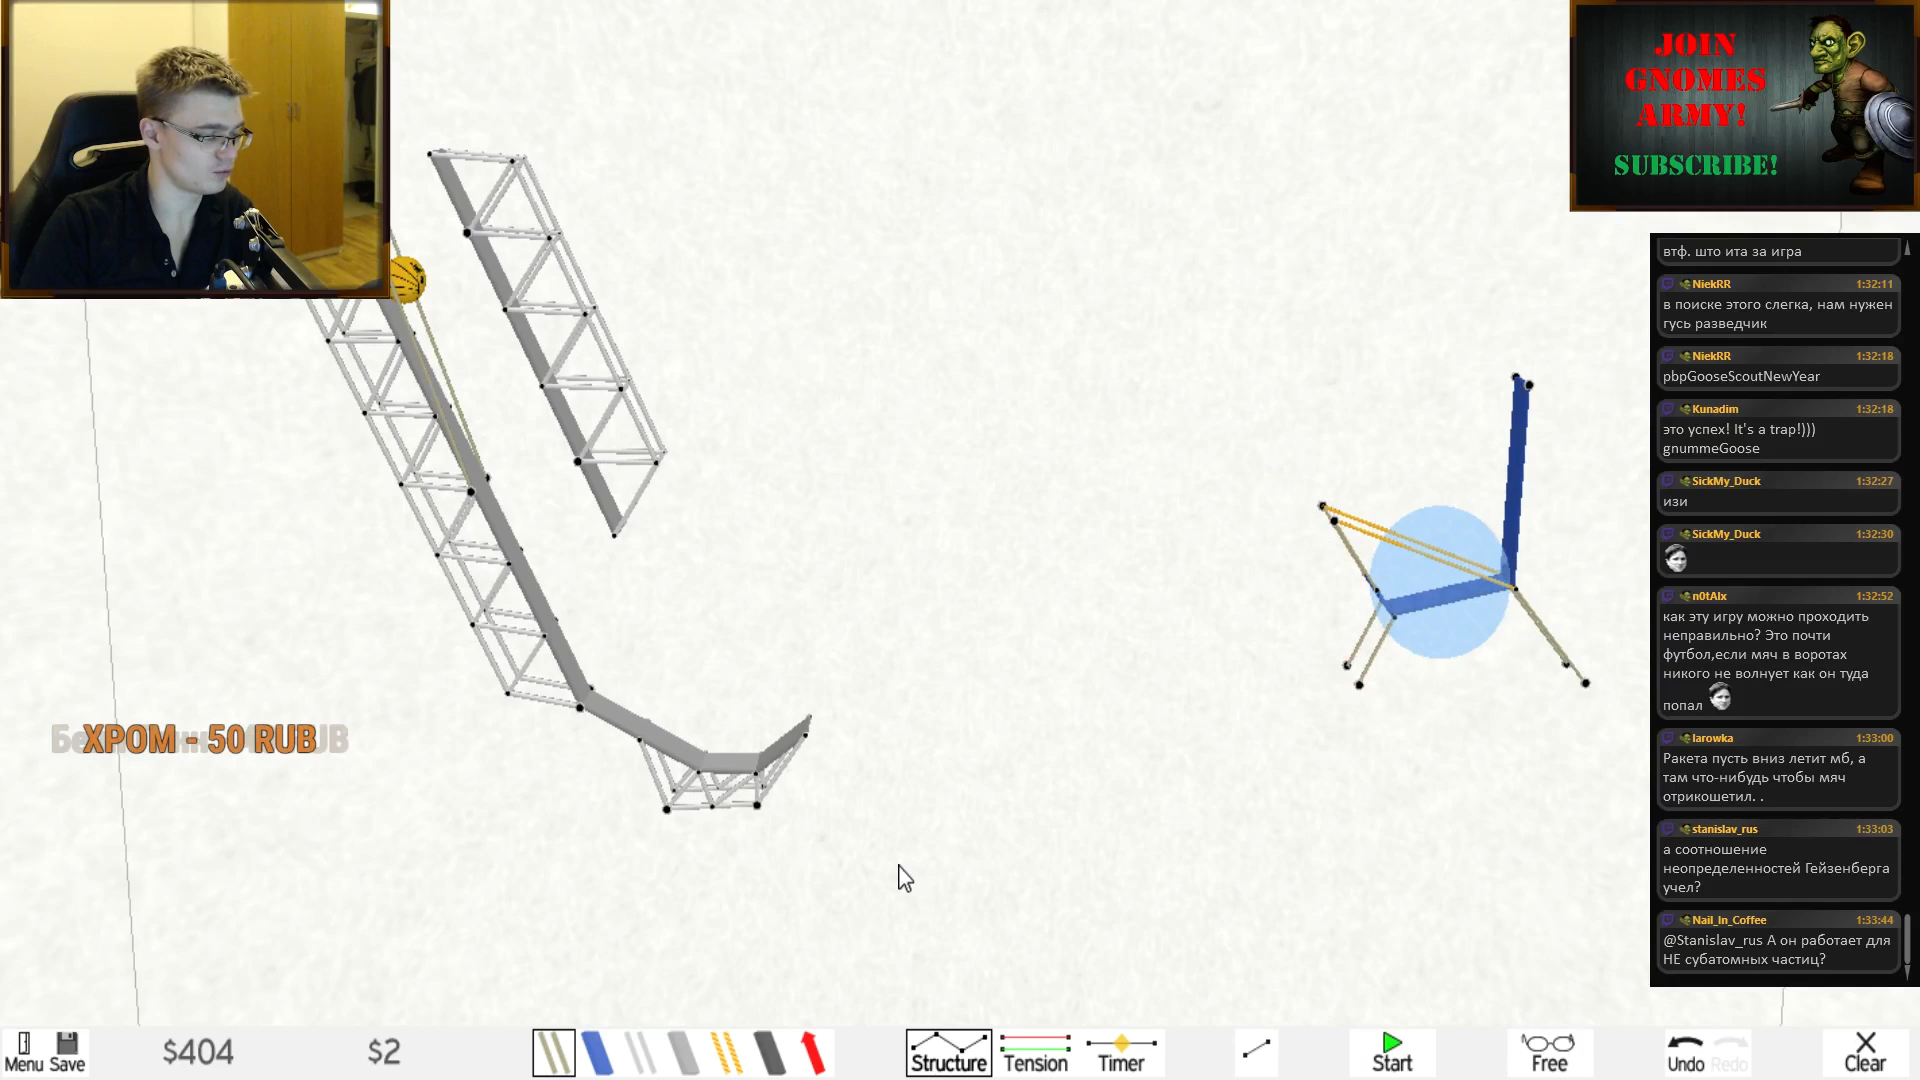 JOIN
GNOMES
ARMY!
SUBSCRIBE!
втф. што ита за игра
NiekRR 1:32:11
в поиске этого слегка, нам нужен
гусь разведчик
NiekRR 1:32:18
pbpGooseScoutNewYear
Kunadim 1:32:18
это успех! It's a trap!)))
gnummeGoose
SickMy_Duck 1:32:27
изи
SickMy_Duck 1:32:30
n0tAlx 1:32:52
как эту игру можно проходить
неправильно? Это почти
футбол,если мяч в воротах
никого не волнует как он туда
попал
larowka 1:33:00
Ракета пусть вниз летит мб, а
там что-нибудь чтобы мяч
отрикошетил. .
stanislav_rus 1:33:03
а соотношение
неопределенностей Гейзенберга
учел?
Nail_In_Coffee 1:33:44
@Stanislav_rus А он работает для
НЕ субатомных частиц?
ХРОМ - 50 RUB
Menu Save $404 $2 Structure Tension Timer Start Free Undo Redo Clear